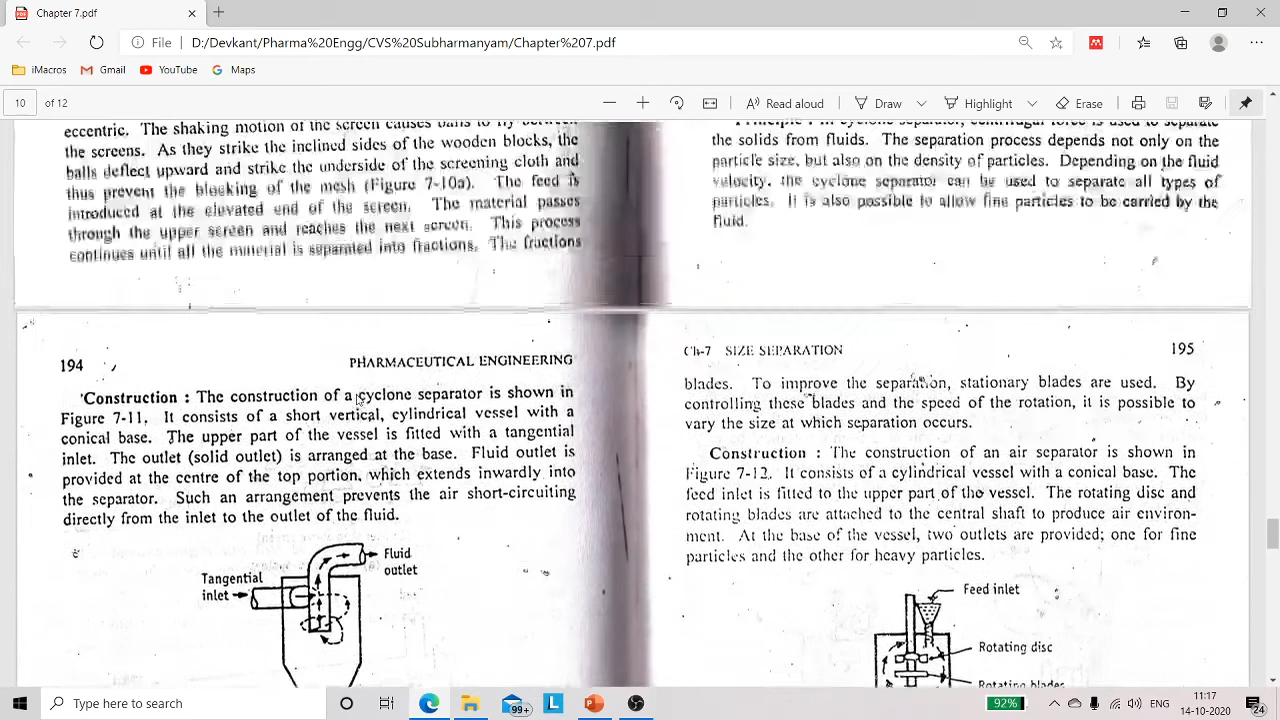 Chapter 7.pdf
File | D:/Devkant/Pharma%20Engg/CVS%20Subharmanyam/Chapter%207.pdf
iMacros Gmail YouTube Maps
10 of 12
Read aloud Draw Highlight Erase
eccentric. The shaking motion of the screen causes balls to fly between
the screens. As they strike the inclined sides of the wooden blocks, the
balls deflect upward and strike the underside of the screening cloth and
thus prevent the blocking of the mesh (Figure 7-10a). The feed is
introduced at the elevated end of the screen. The material passes
through the upper screen and reaches the next screen. This process
continues until all the material is separated into fractions. The fractions
Principle : In cyclone separator, centrifugal force is used to separate
the solids from fluids. The separation process depends not only on the
particle size, but also on the density of particles. Depending on the fluid
velocity, the cyclone separator can be used to separate all types of
particles. It is also possible to allow fine particles to be carried by the
fluid.
194 PHARMACEUTICAL ENGINEERING
Construction : The construction of a cyclone separator is shown in
Figure 7-11. It consists of a short vertical, cylindrical vessel with a
conical base. The upper part of the vessel is fitted with a tangential
inlet. The outlet (solid outlet) is arranged at the base. Fluid outlet is
provided at the centre of the top portion, which extends inwardly into
the separator. Such an arrangement prevents the air short-circuiting
directly from the inlet to the outlet of the fluid.
Fluid
outlet
Tangential
inlet
Ch-7 SIZE SEPARATION 195
blades. To improve the separation, stationary blades are used. By
controlling these blades and the speed of the rotation, it is possible to
vary the size at which separation occurs.
Construction : The construction of an air separator is shown in
Figure 7-12. It consists of a cylindrical vessel with a conical base. The
feed inlet is fitted to the upper part of the vessel. The rotating disc and
rotating blades are attached to the central shaft to produce air environ-
ment. At the base of the vessel, two outlets are provided; one for fine
particles and the other for heavy particles.
Feed inlet
Rotating disc
Rotating blades
Type here to search
99+
92%
ENG
11:17
14-10-2020
24